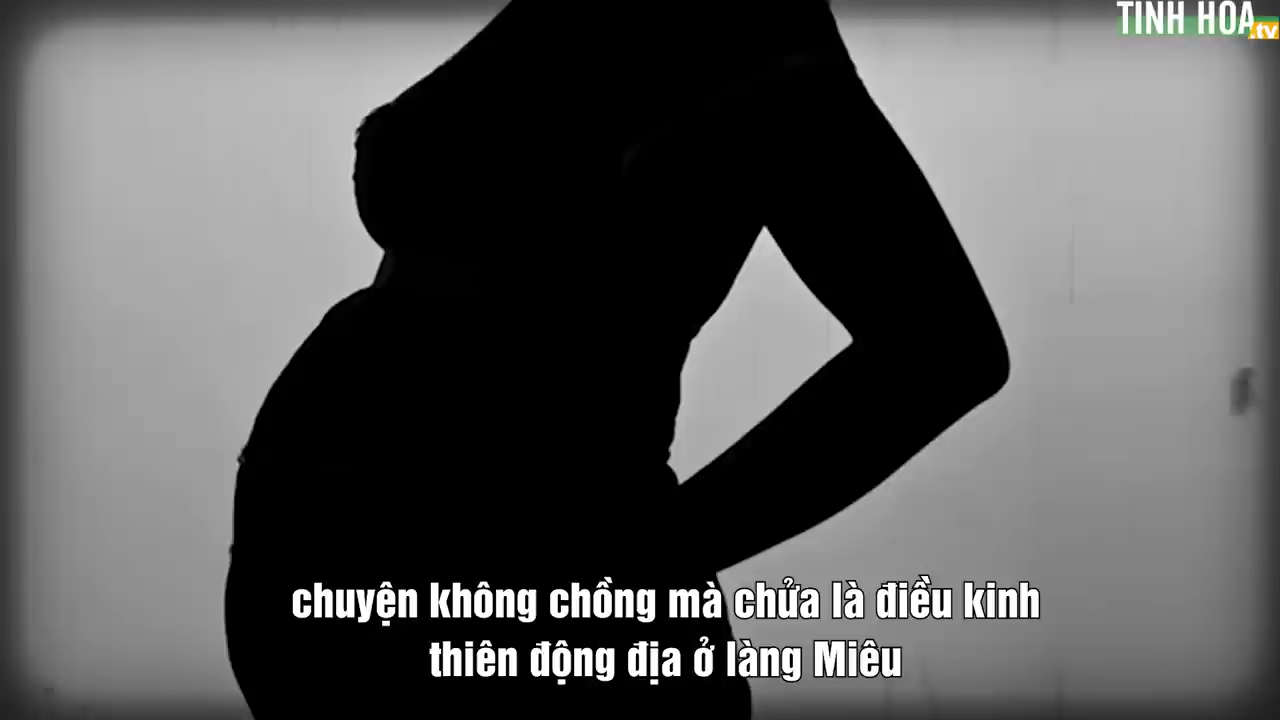 TINH HOA.tv
chuyện không chồng mà chửa là điều kinh
thiên động địa ở làng Miêu